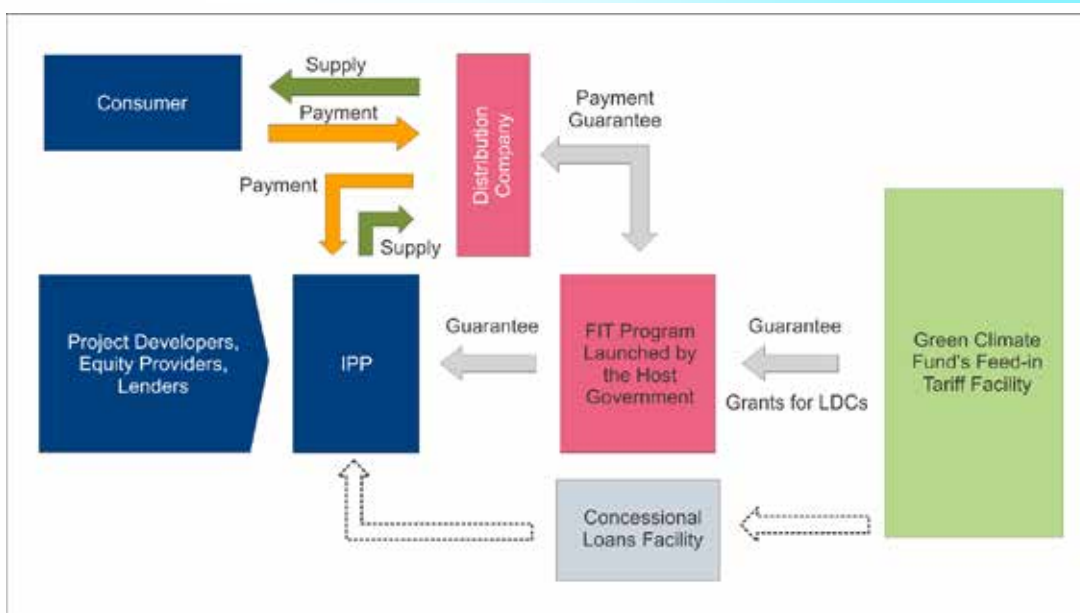 Consumer
Supply
Payment
Distribution
Company
Payment
Guarantee
Payment
Supply
Project Developers,
Equity Providers,
Lenders
IPP
Guarantee
FIT Program
Launched by
the Host
Government
Guarantee
Grants for LDCs
Green Climate
Fund's Feed-in
Tariff Facility
Concessional
Loans Facility